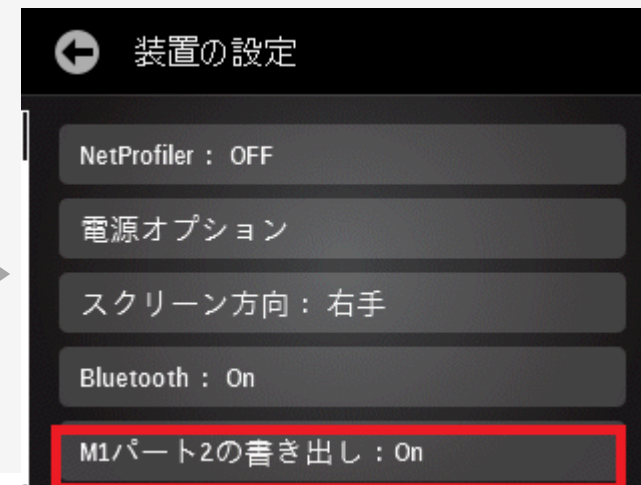 装置の設定
NetProfiler : OFF
電源オプション
スクリーン方向 : 右手
Bluetooth : On
M1パート2の書き出し : On